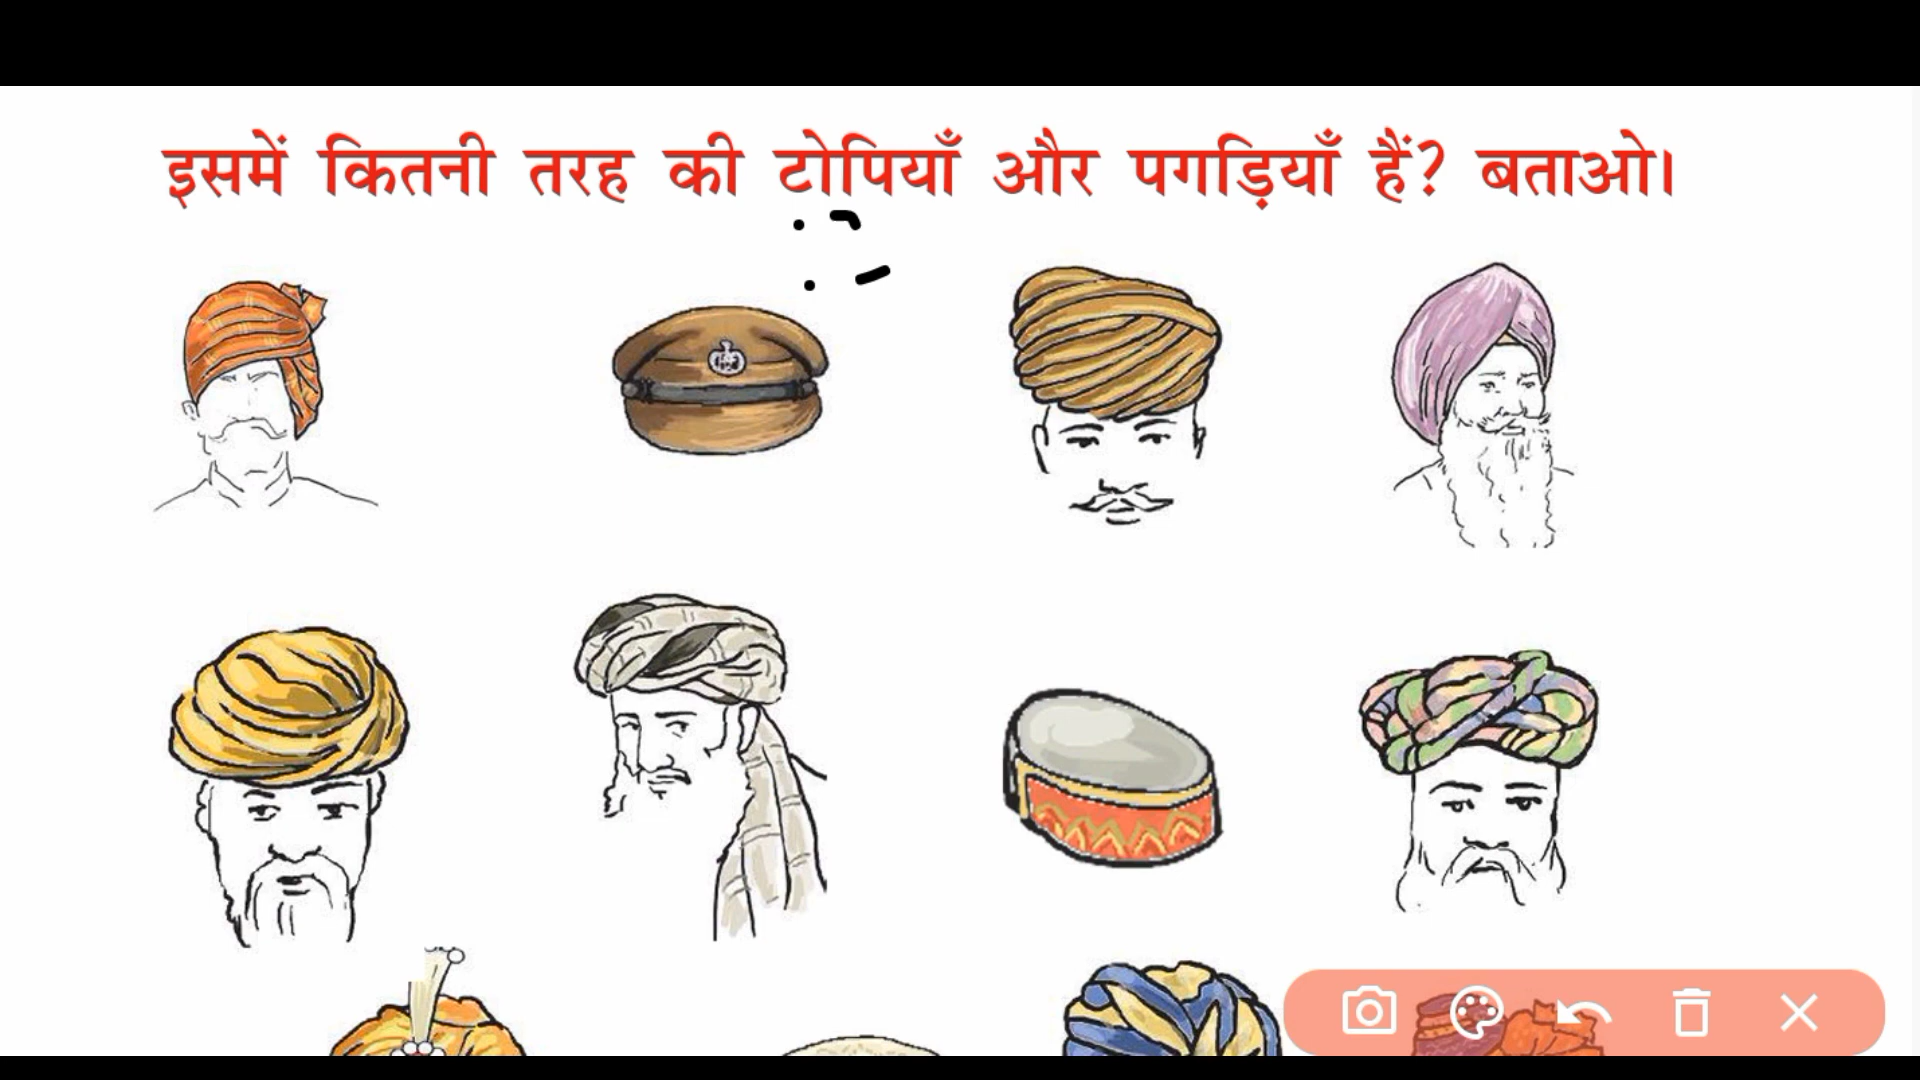 इसमें कितनी तरह की टोपियाँ और पगड़ियाँ हैं? बताओ।